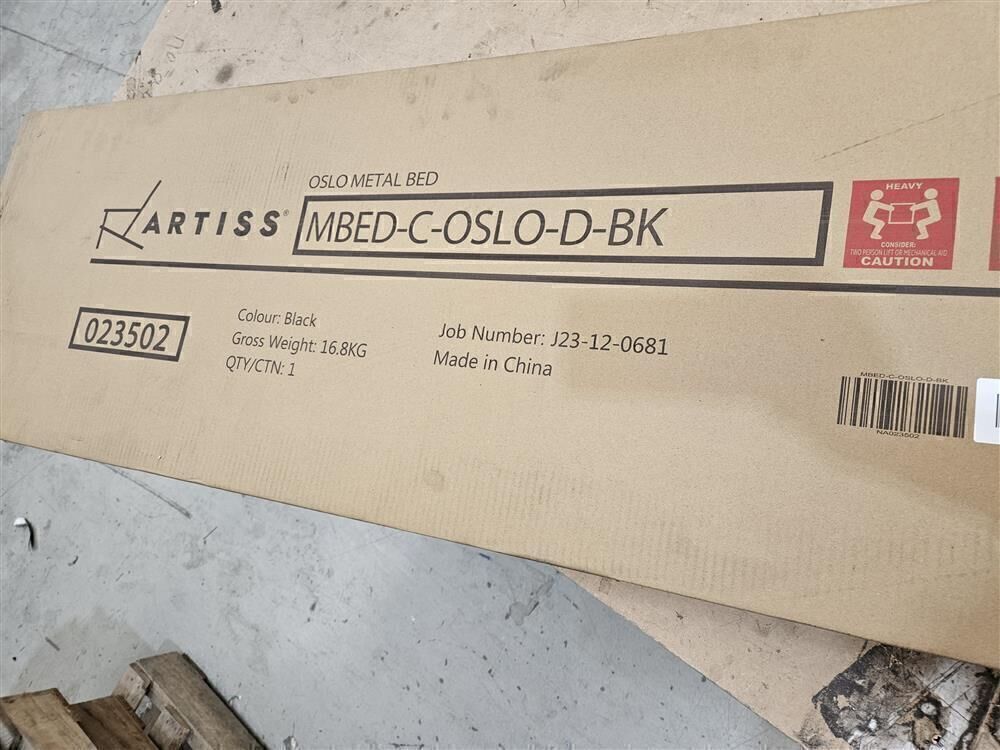 OSLO METAL BED
ARTISS®
MBED-C-OSLO-D-BK
HEAVY
CONSIDER:
TWO PERSON LIFT OR MECHANICAL AID
CAUTION
023502
Colour: Black
Gross Weight: 16.8KG
QTY/CTN: 1
Job Number: J23-12-0681
Made in China
MBED-C-OSLO-D-BK
NA023502